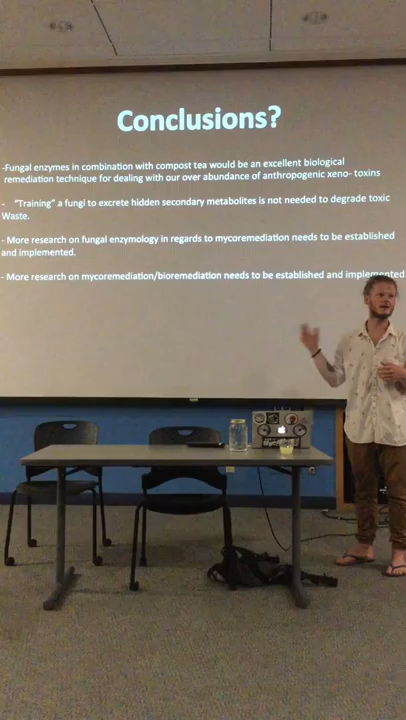 Conclusions?
-Fungal enzymes in combination with compost tea would be an excellent biological
remediation technique for dealing with our over abundance of anthropogenic xeno- toxins
- "Training" a fungi to excrete hidden secondary metabolites is not needed to degrade toxic
Waste.
- More research on fungal enzymology in regards to mycoremediation needs to be established
and implemented.
- More research on mycoremediation/bioremediation needs to be established and implemented